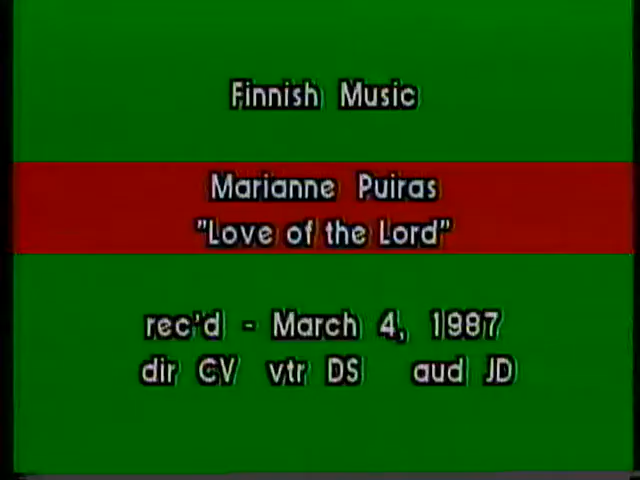 Finnish Music
Marianne Puiras
"Love of the Lord"
rec'd - March 4, 1987
dir CV vtr DS aud JD